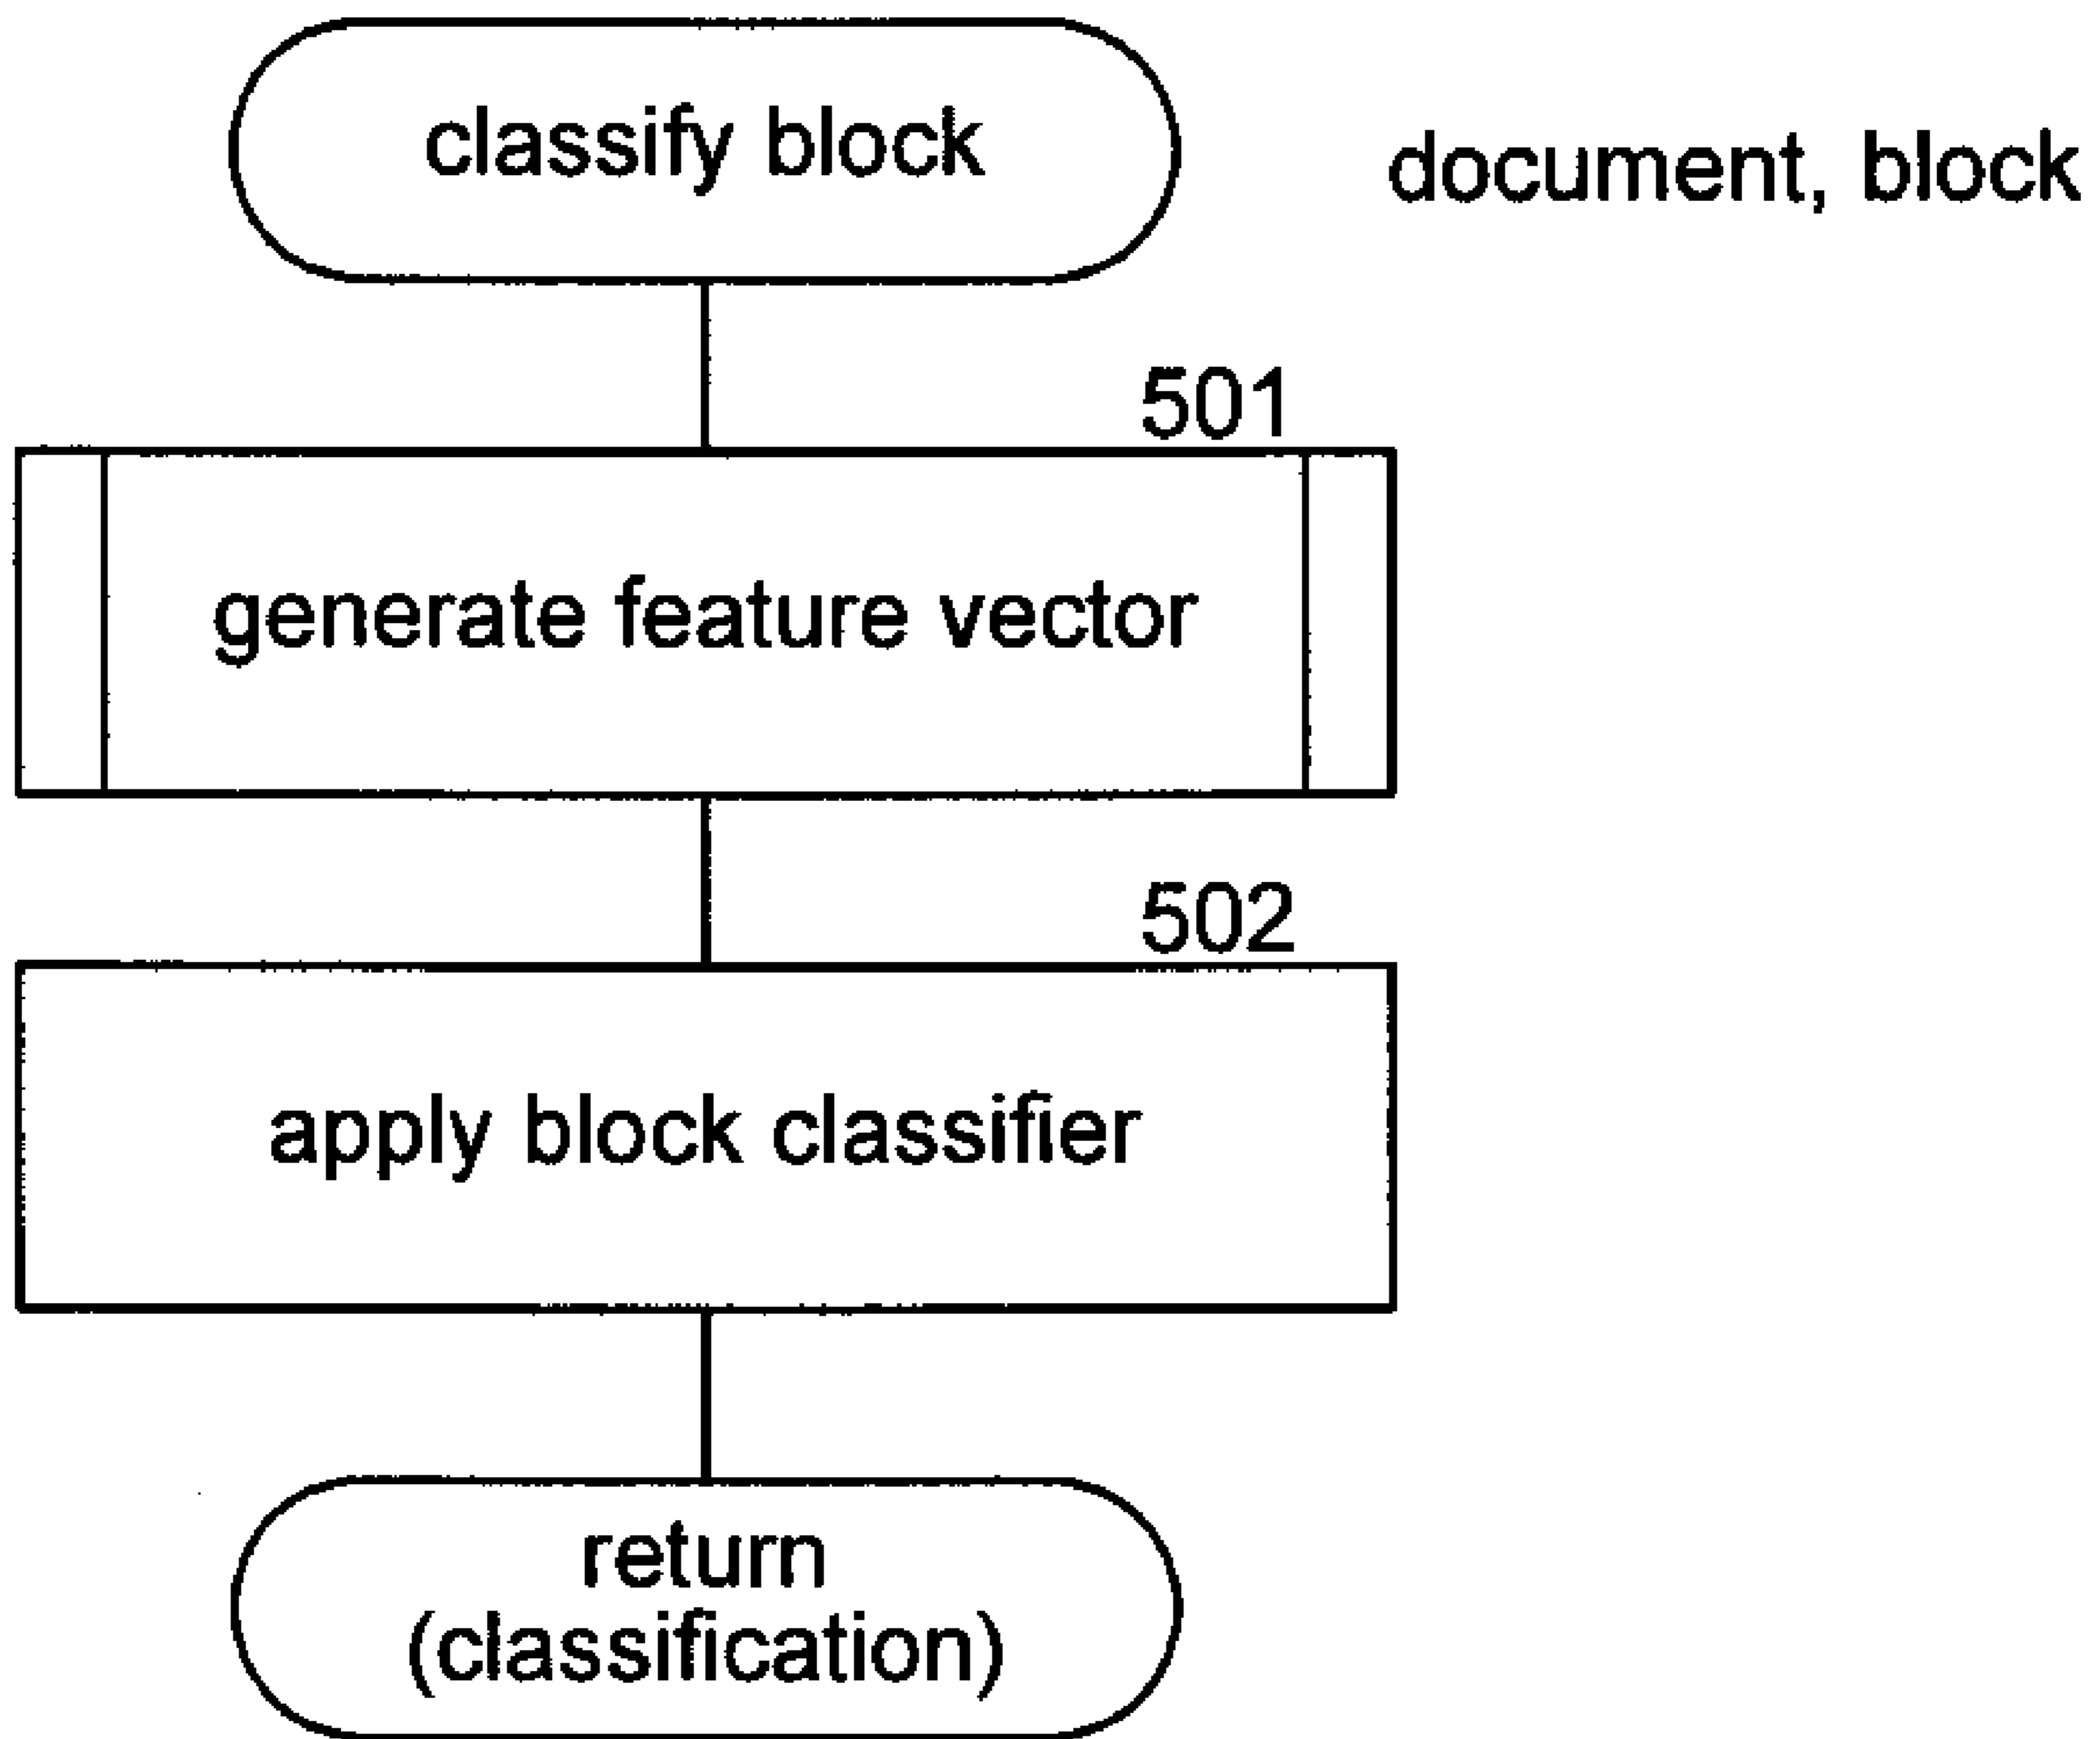 classify block
document, block
501
generate feature vector
502
apply block classifier
return
(classification)